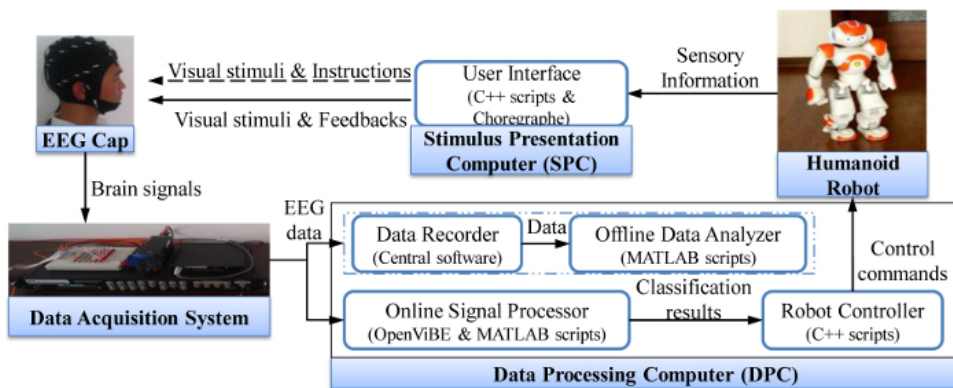 Visual stimuli & Instructions
Visual stimuli & Feedbacks
EEG Cap
User Interface
(C++ scripts &
Choregraphe)
Stimulus Presentation
Computer (SPC)
Sensory
Information
Humanoid
Robot
Brain signals
Data Acquisition System
EEG
data
Data Recorder
(Central software)
Data
Offline Data Analyzer
(MATLAB scripts)
Online Signal Processor
(OpenViBE & MATLAB scripts)
Classification
results
Robot Controller
(C++ scripts)
Control
commands
Data Processing Computer (DPC)